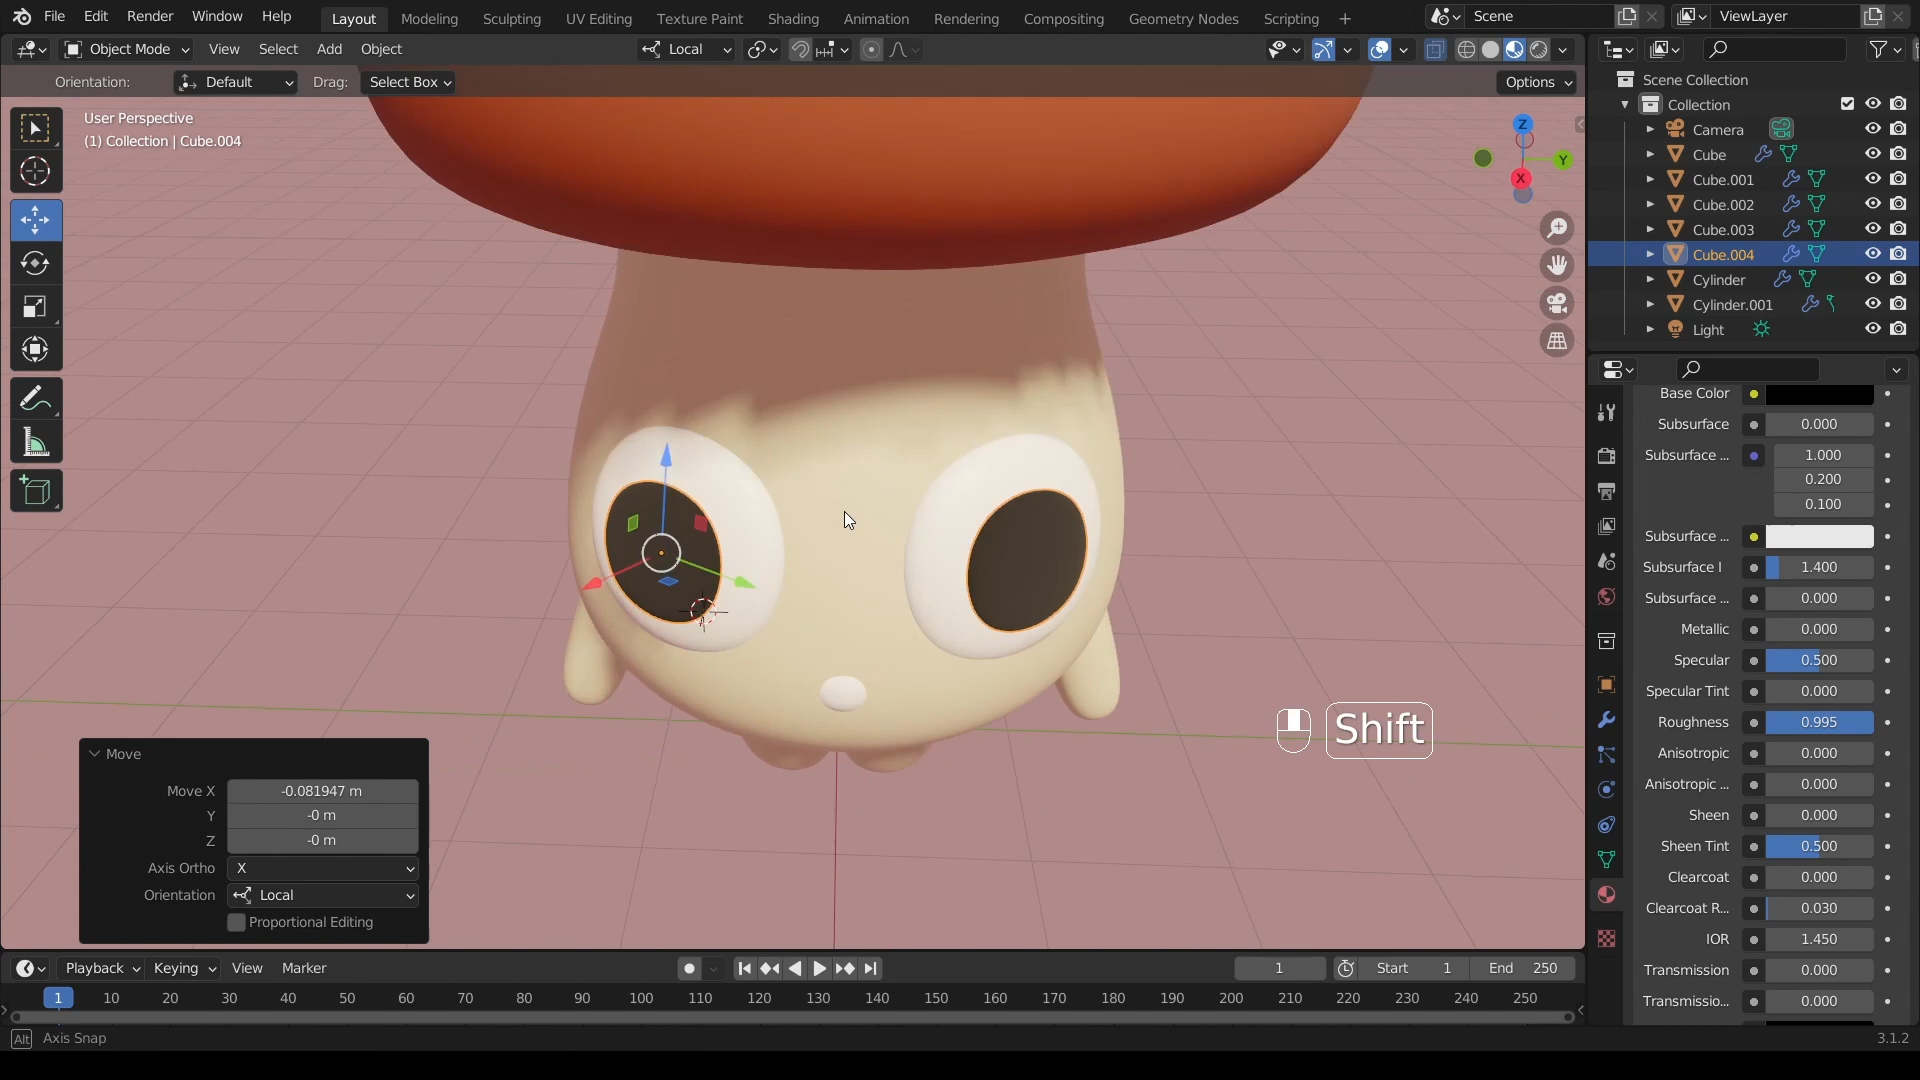 File Edit Render Window Help Layout Modeling Sculpting UV Editing Texture Paint Shading Animation Rendering Compositing Geometry Nodes Scripting + Scene ViewLayer
Object Mode View Select Add Object Local
Orientation: Default Drag: Select Box Options
User Perspective
(1) Collection | Cube.004
Z
Y
X
Scene Collection
Collection
Camera
Cube
Cube.001
Cube.002
Cube.003
Cube.004
Cylinder
Cylinder.001
Light
Base Color
Subsurface 0.000
Subsurface ... 1.000
0.200
0.100
Subsurface ...
Subsurface I 1.400
Subsurface ... 0.000
Metallic 0.000
Specular 0.500
Specular Tint 0.000
Roughness 0.995
Anisotropic 0.000
Anisotropic ... 0.000
Sheen 0.000
Sheen Tint 0.500
Clearcoat 0.000
Clearcoat R... 0.030
IOR 1.450
Transmission 0.000
Transmissio... 0.000
Shift
Move
Move X -0.081947 m
Y -0 m
Z -0 m
Axis Ortho X
Orientation Local
Proportional Editing
Playback Keying View Marker 1 Start 1 End 250
1 10 20 30 40 50 60 70 80 90 100 110 120 130 140 150 160 170 180 190 200 210 220 230 240 250
Alt Axis Snap 3.1.2